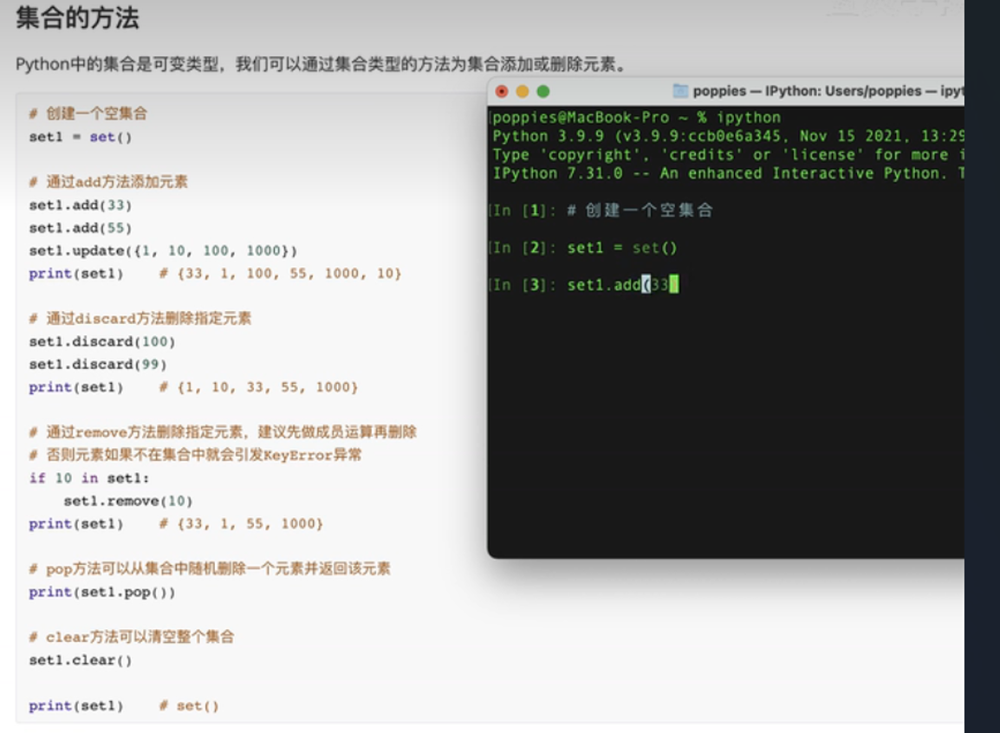 集合的方法
Python中的集合是可变类型，我们可以通过集合类型的方法为集合添加或删除元素。
# 创建一个空集合
set1 = set()
# 通过add方法添加元素
set1.add(33)
set1.add(55)
set1.update({1, 10, 100, 1000})
print(set1)    # {33, 1, 100, 55, 1000, 10}
# 通过discard方法删除指定元素
set1.discard(100)
set1.discard(99)
print(set1)    # {1, 10, 33, 55, 1000}
# 通过remove方法删除指定元素，建议先做成员运算再删除
# 否则元素如果不在集合中就会引发KeyError异常
if 10 in set1:
    set1.remove(10)
print(set1)    # {33, 1, 55, 1000}
# pop方法可以从集合中随机删除一个元素并返回该元素
print(set1.pop())
# clear方法可以清空整个集合
set1.clear()
print(set1)    # set()
poppies — IPython: Users/poppies — ipyt
poppies@MacBook-Pro ~ % ipython
Python 3.9.9 (v3.9.9:ccb0e6a345, Nov 15 2021, 13:29
Type 'copyright', 'credits' or 'license' for more i
IPython 7.31.0 -- An enhanced Interactive Python. T
In [1]: # 创建一个空集合
In [2]: set1 = set()
In [3]: set1.add(33